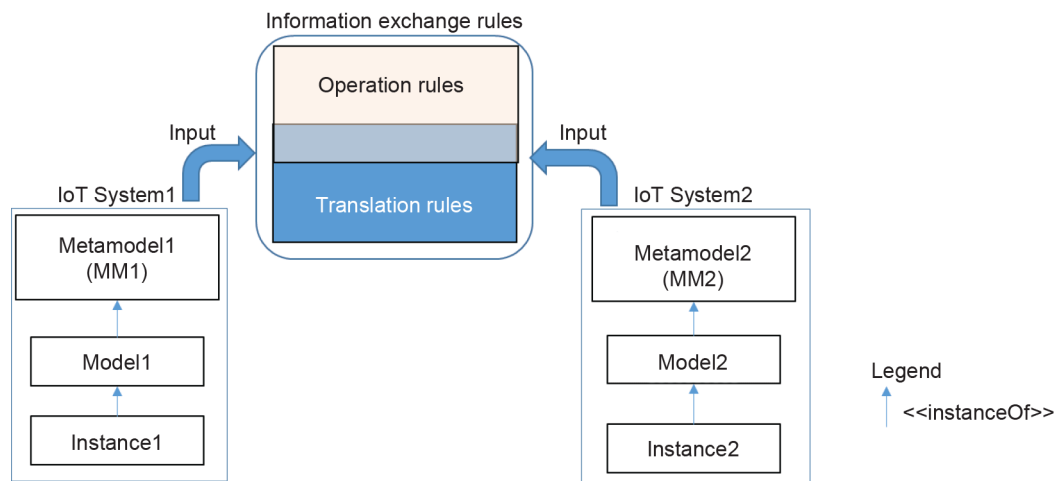 Information exchange rules
Operation rules
Input
Input
Translation rules
IoT System1
IoT System2
Metamodel1
(MM1)
Metamodel2
(MM2)
Model1
Model2
Instance1
Instance2
Legend
<<instanceOf>>